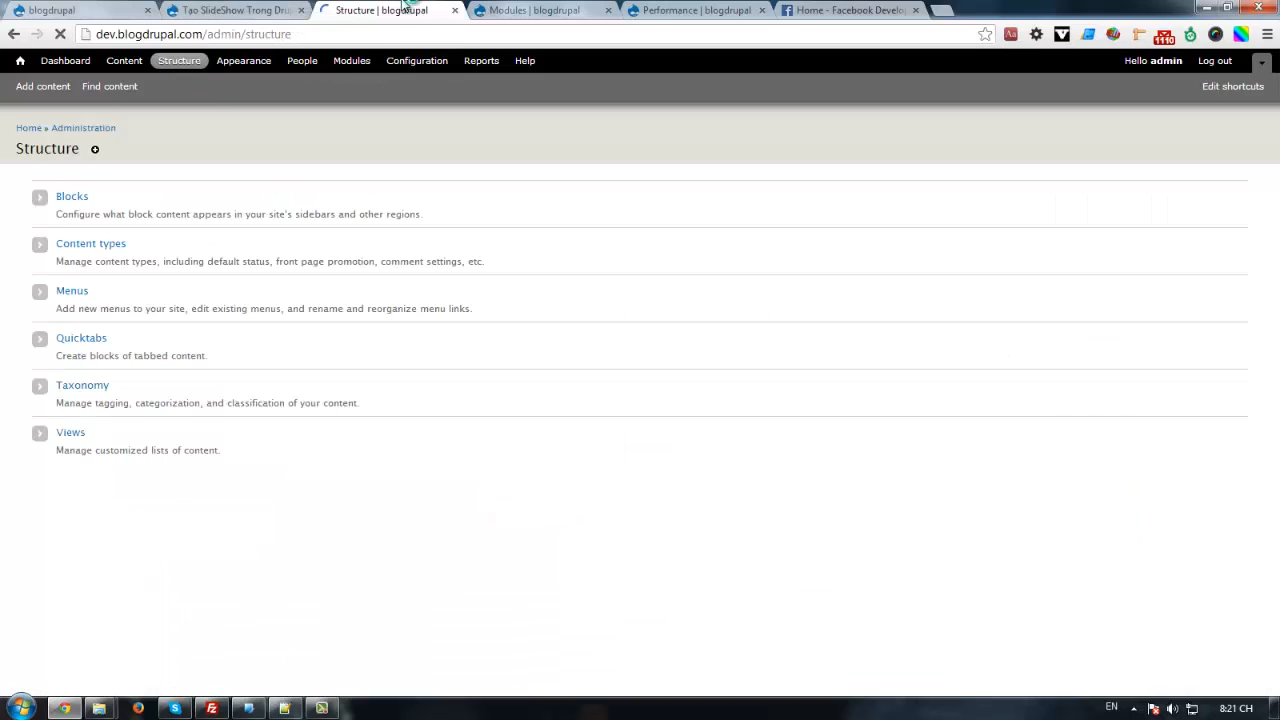 blogdrupal
Tao SlideShow Trong Dru
Structure | blogdrupal
Modules | blogdrupal
Performance | blogdrupal
Home - Facebook Develo
dev.blogdrupal.com/admin/structure
1110
Dashboard Content Structure Appearance People Modules Configuration Reports Help
Hello admin Log out
Add content Find content
Edit shortcuts
Home » Administration
Structure
Blocks
Configure what block content appears in your site's sidebars and other regions.
Content types
Manage content types, including default status, front page promotion, comment settings, etc.
Menus
Add new menus to your site, edit existing menus, and rename and reorganize menu links.
Quicktabs
Create blocks of tabbed content.
Taxonomy
Manage tagging, categorization, and classification of your content.
Views
Manage customized lists of content.
EN
8:21 CH